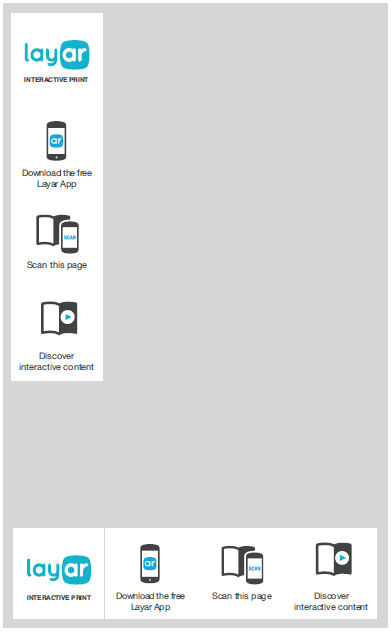 layar
INTERACTIVE PRINT
ar
Download the free
Layar App
SCAN
Scan this page
Discover
interactive content
layar
INTERACTIVE PRINT
ar
Download the free
Layar App
SCAN
Scan this page
Discover
interactive content